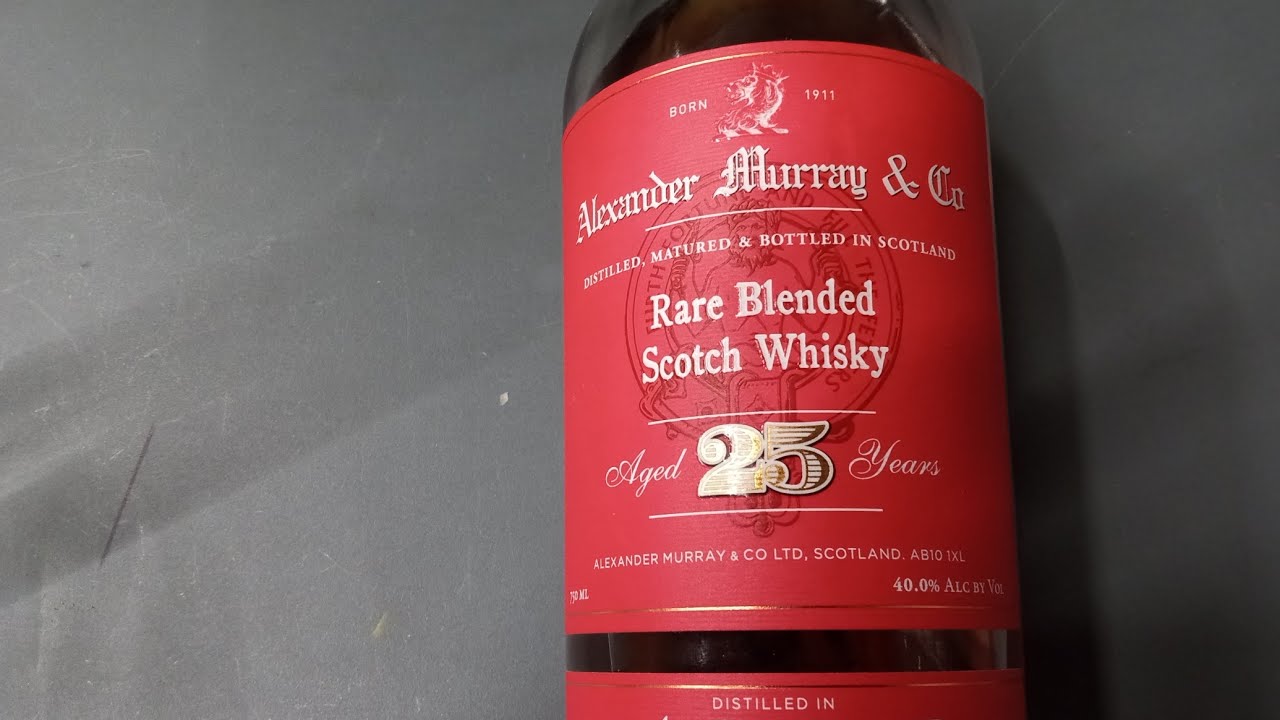 BORN 1911
Alexander Murray & Co
DISTILLED, MATURED & BOTTLED IN SCOTLAND
Rare Blended
Scotch Whisky
Aged 25 Years
ALEXANDER MURRAY & CO LTD, SCOTLAND. AB10 1XL
750 ML
40.0% ALC BY VOL
DISTILLED IN